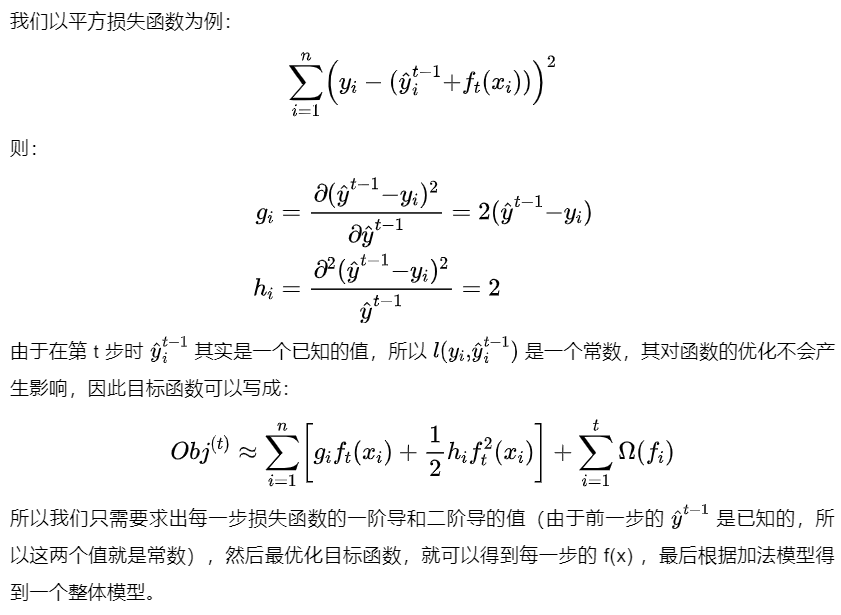 我们以平方损失函数为例：
\sum_{i=1}^{n}\left(y_i - (\hat{y}_i^{t-1}+f_t(x_i))\right)^2
则：
g_i = \frac{\partial(\hat{y}^{t-1}-y_i)^2}{\partial\hat{y}^{t-1}} = 2(\hat{y}^{t-1}-y_i)
h_i = \frac{\partial^2(\hat{y}^{t-1}-y_i)^2}{\hat{y}^{t-1}} = 2
由于在第 t 步时 \hat{y}_i^{t-1} 其实是一个已知的值，所以 l(y_i,\hat{y}_i^{t-1}) 是一个常数，其对函数的优化不会产
生影响，因此目标函数可以写成：
Obj^{(t)} \approx \sum_{i=1}^{n}\left[g_i f_t(x_i) + \frac{1}{2}h_i f_t^2(x_i)\right] + \sum_{i=1}^{t}\Omega(f_i)
所以我们只需要求出每一步损失函数的一阶导和二阶导的值（由于前一步的 \hat{y}^{t-1} 是已知的，所
以这两个值就是常数），然后最优化目标函数，就可以得到每一步的 f(x) ，最后根据加法模型得
到一个整体模型。